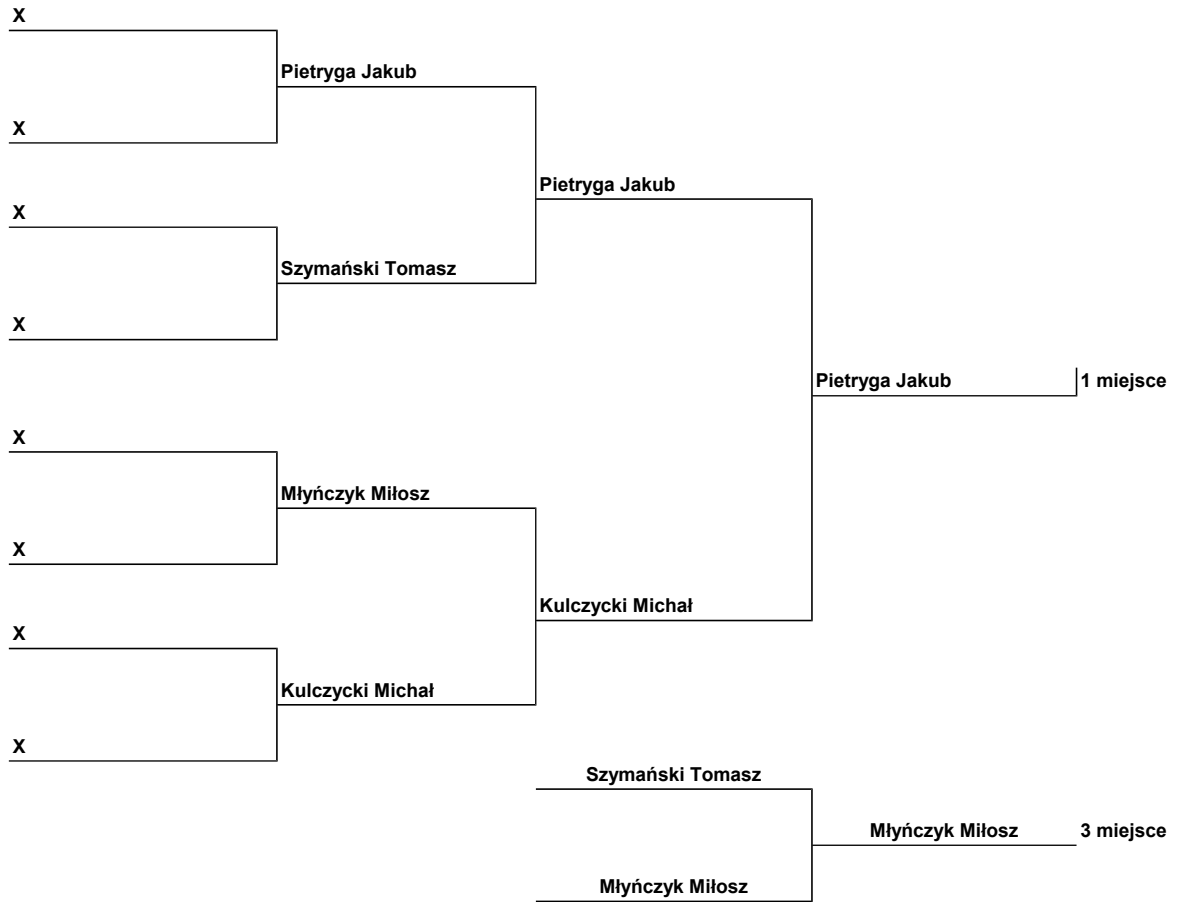 X
Pietryga Jakub
X
Pietryga Jakub
X
Szymański Tomasz
X
Pietryga Jakub
1 miejsce
X
Młyńczyk Miłosz
X
Kulczycki Michał
X
Kulczycki Michał
X
Szymański Tomasz
Młyńczyk Miłosz
3 miejsce
Młyńczyk Miłosz